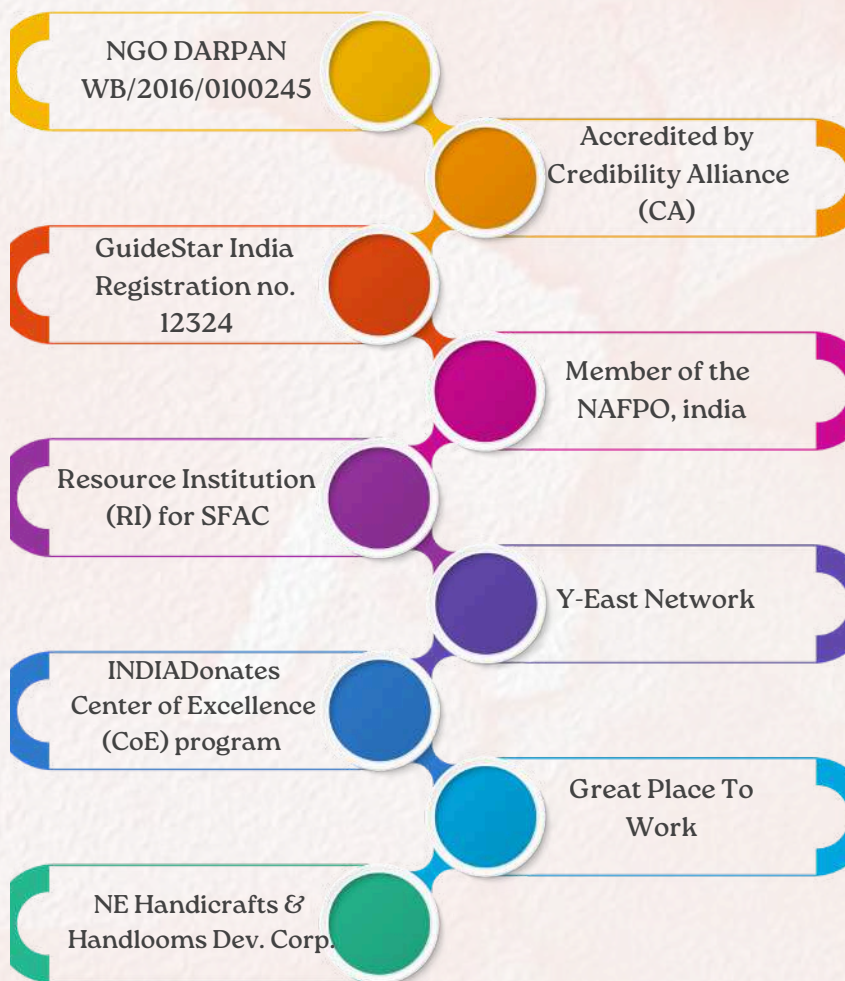 NGO DARPAN
WB/2016/0100245
Accredited by
Credibility Alliance
(CA)
GuideStar India
Registration no.
12324
Member of the
NAFPO, india
Resource Institution
(RI) for SFAC
Y-East Network
INDIADonates
Center of Excellence
(CoE) program
Great Place To
Work
NE Handicrafts &
Handlooms Dev. Corp.